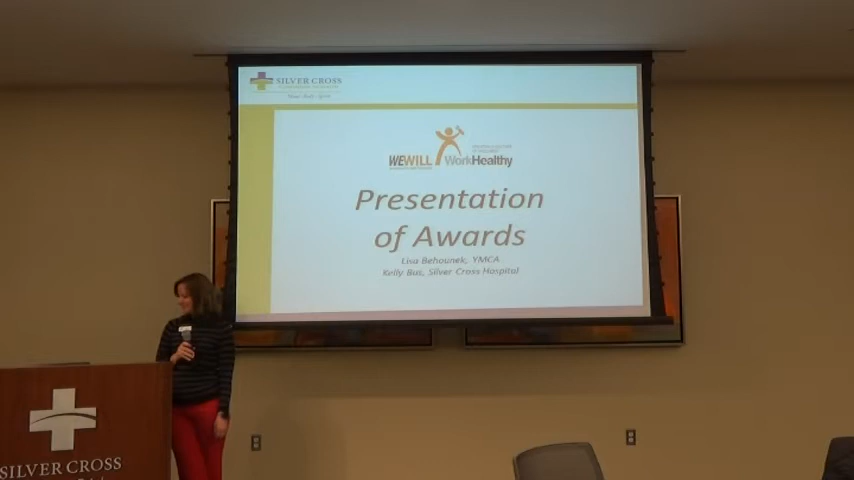 SILVER CROSS
WEWILL
WorkHealthy
Presentation
of Awards
Lisa Behounek, YMCA
Kelly Bus, Silver Cross Hospital
SILVER CROSS